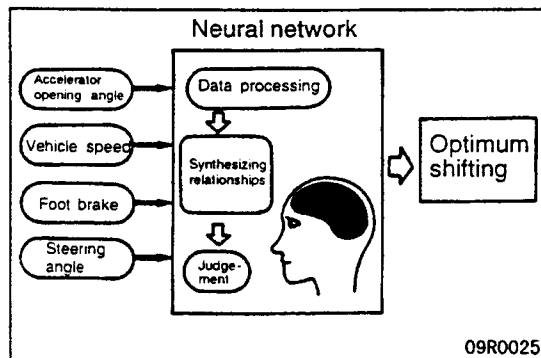 Neural network
Accelerator
opening angle
Vehicle speed
Foot brake
Steering
angle
Data processing
Synthesizing
relationships
Judge-
ment
Optimum
shifting
09R0025